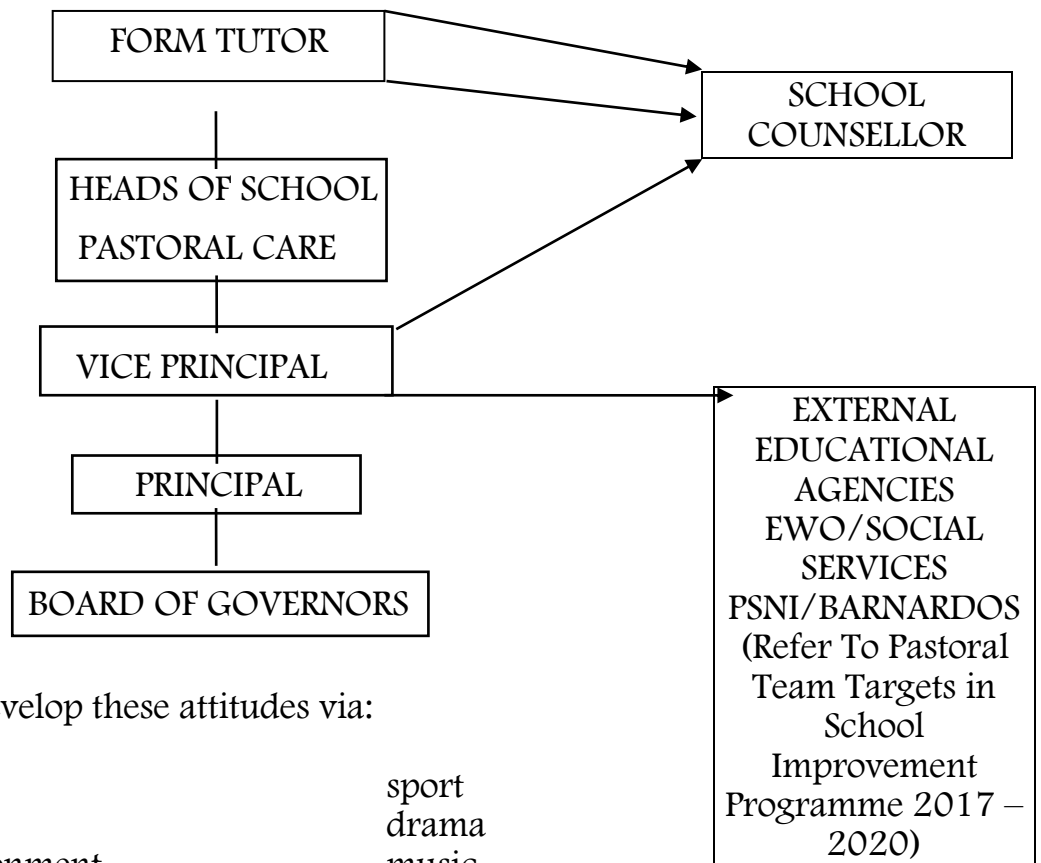 FORM TUTOR
SCHOOL
COUNSELLOR
HEADS OF SCHOOL
PASTORAL CARE
VICE PRINCIPAL
PRINCIPAL
BOARD OF GOVERNORS
EXTERNAL
EDUCATIONAL
AGENCIES
EWO/SOCIAL
SERVICES
PSNI/BARNARDOS
(Refer To Pastoral
Team Targets in
School
Improvement
Programme 2017 –
2020)
velop these attitudes via:
sport
drama